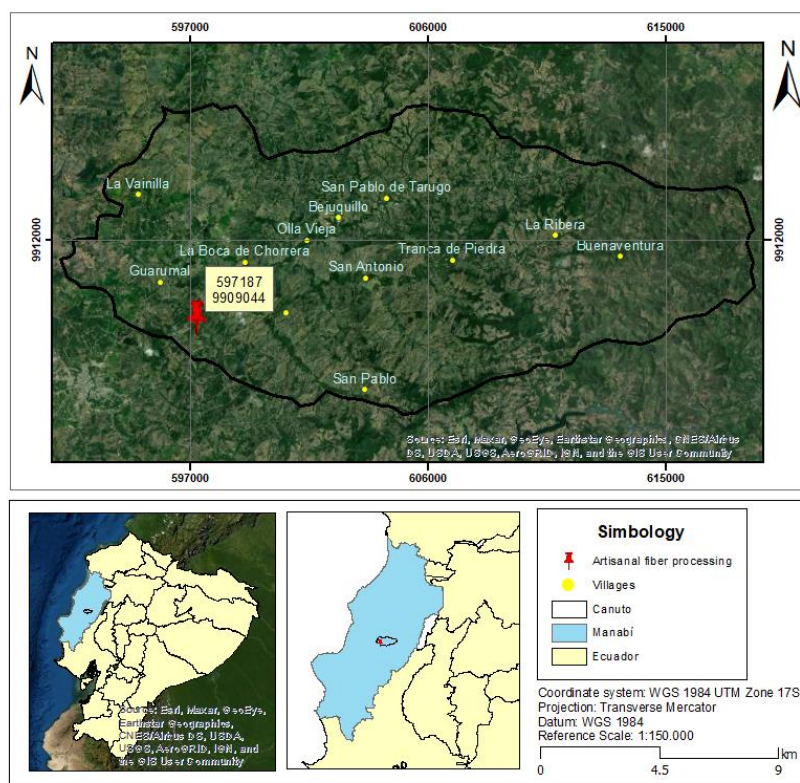 597000 606000 615000
N N
La Vainilla
San Pablo de Tarugo
Bejuquillo
La Ribera
Olla Vieja
Buenaventura
La Boca de Chorrera
Tranca de Piedra
Guarumal
San Antonio
597187
9909044
9912000 9912000
San Pablo
Source: Esri, Maxar, GeoEye, Earthstar Geographics, CNES/Airbus
DS, USDA, USGS, AeroGRID, IGN, and the GIS User Community
597000 606000 615000
Source: Esri, Maxar, GeoEye,
Earthstar Geographics,
CNES/Airbus DS, USDA,
USGS, AeroGRID, IGN, and
the GIS User Community
Simbology
Artisanal fiber processing
Villages
Canuto
Manabí
Ecuador
Coordinate system: WGS 1984 UTM Zone 17S
Projection: Transverse Mercator
Datum: WGS 1984
Reference Scale: 1:150.000
km
0 4.5 9